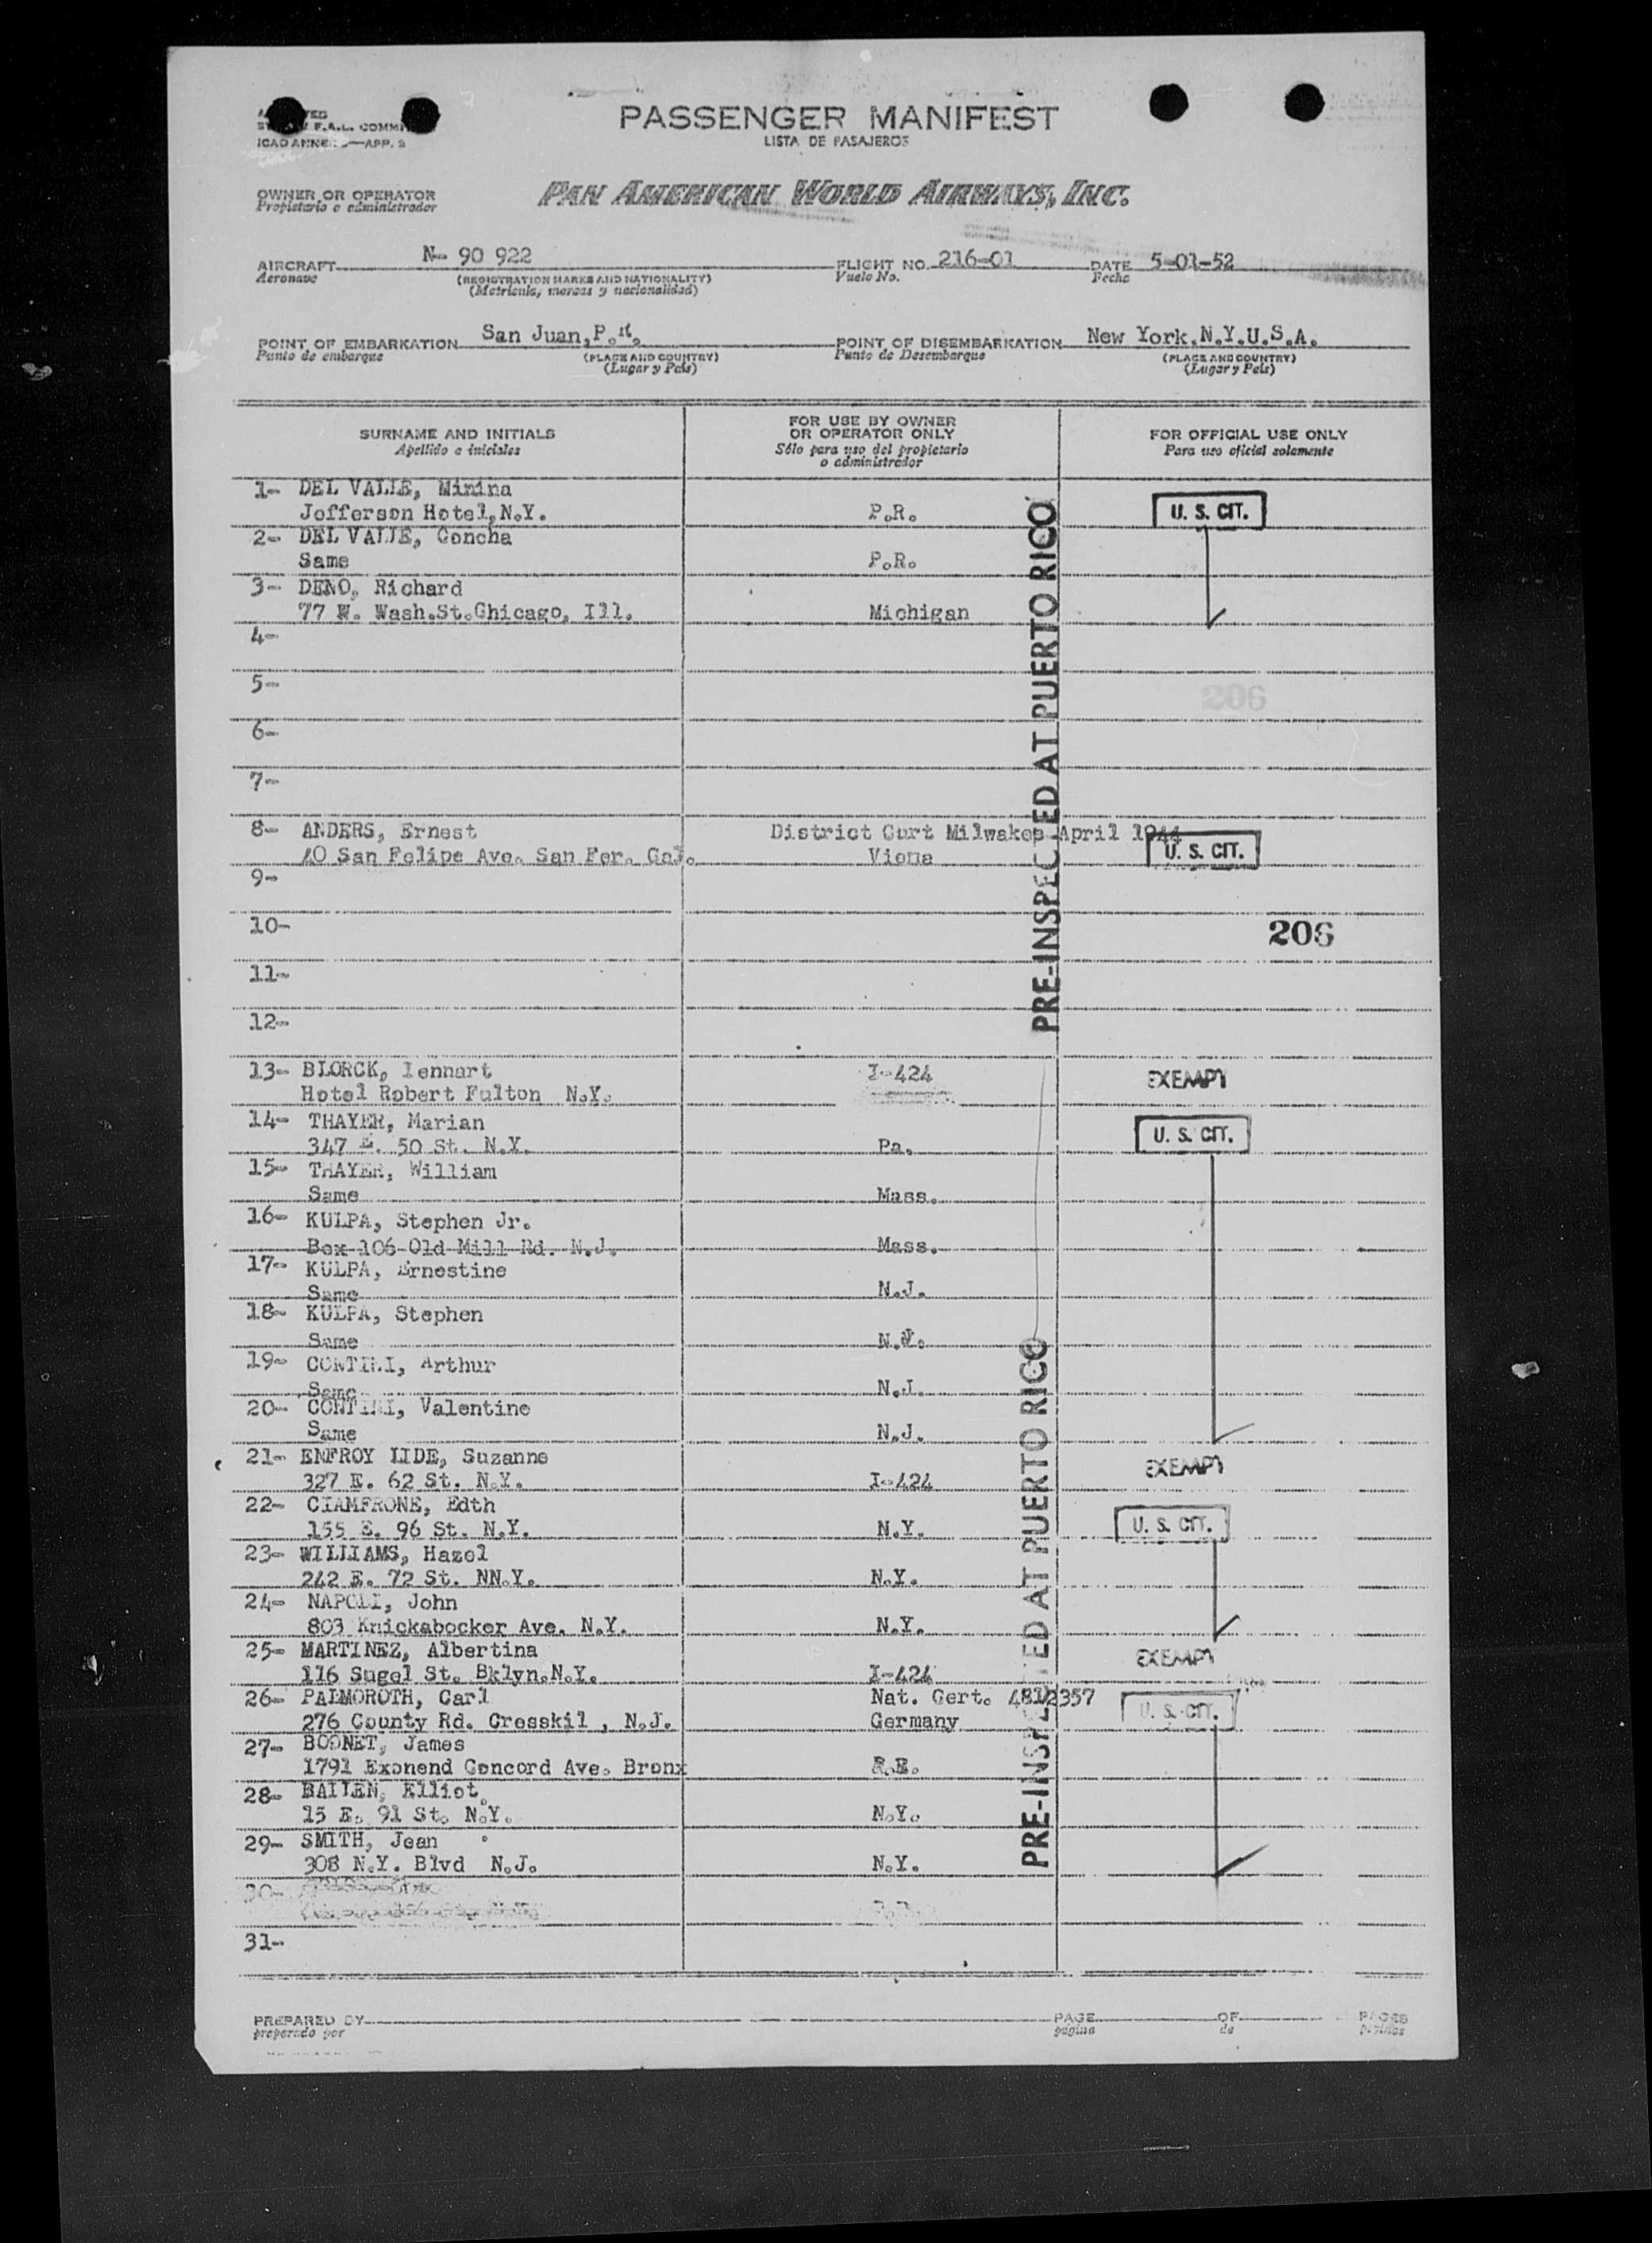 F.A.L.
ICAO APP. 9
PASSENGER MANIFEST
LISTA DE PASAJEROS
OWNER OR OPERATOR
Propietario o administrador
PAN AMERICAN WORLD AIRWAYS, INC.
AIRCRAFT N- 90 922 FLIGHT NO. 216-01 DATE 5-01-52
Aeronave (REGISTRATION MARKS AND NATIONALITY) Vuelo No. Fecha
(Matricula, marcas y nacionalidad)
POINT OF EMBARKATION San Juan,P.R. POINT OF DISEMBARKATION New York.N.Y.U.S.A.
Punto de embarque (PLACE AND COUNTRY) Punto de Desembarque (PLACE AND COUNTRY)
(Lugar y País) (Lugar y País)
SURNAME AND INITIALS
Apellido e iniciales
FOR USE BY OWNER
OR OPERATOR ONLY
Sólo para uso del propietario
o administrador
FOR OFFICIAL USE ONLY
Para uso oficial solamente
1- DEL VALLE, Minina
Jefferson Hotel,N.Y. P.R. U. S. CIT.
2- DEL VALLE, Concha
Same P.R.
3- DENO, Richard
77 W. Wash.St.Chicago, Ill. Michigan
4-
5-
206
6-
7-
8- ANDERS, Ernest District Curt Milwakee April 1944
40 San Felipe Ave. San Fer. Cal. Viena U. S. CIT.
9-
10- 206
11-
12-
PRE-INSPECTED AT PUERTO RICO
13- BLORCK, Lennart I-424 EXEMPT
Hotel Robert Fulton N.Y.
14- THAYER, Marian U. S. CIT.
347 E. 50 St. N.Y. Pa.
15- THAYER, William
Same Mass.
16- KULPA, Stephen Jr.
Box 106 Old Mill Rd. N.J. Mass.
17- KULPA, Ernestine
Same N.J.
18- KULPA, Stephen
Same N.J.
19- CONTINI, Arthur
Same N.J.
20- CONTINI, Valentine
Same N.J.
21- ENFROY LIDE, Suzanne EXEMPT
327 E. 62 St. N.Y. I-424
22- CIAMFRONE, Edth U. S. CIT.
155 E. 96 St. N.Y. N.Y.
23- WILLIAMS, Hazel
242 E. 72 St. NN.Y. N.Y.
24- NAPOLI, John
803 Knickabocker Ave. N.Y. N.Y.
25- MARTINEZ, Albertina EXEMPT
116 Sugel St. Bklyn.N.Y. I-424
26- PALMOROTH, Carl Nat. Cert. 4812357 U. S. CIT.
276 County Rd. Cresskil , N.J. Germany
27- BOONET, James
1791 Exonend Concord Ave. Bronx
28- BALLEN, Elliot
15 E. 91 St. N.Y. N.Y.
29- SMITH, Jean
308 N.Y. Blvd N.J. N.Y.
30-
31-
PRE-INSPECTED AT PUERTO RICO
PREPARED BY PAGE OF PAGES
preparado por página de páginas